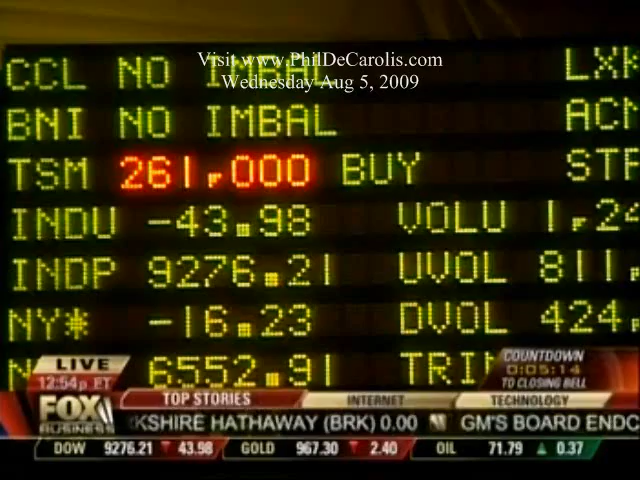 Visit www.PhilDeCarolis.com
Wednesday Aug 5, 2009
CCL NO IMBAL
BNI NO IMBAL
TSM 261,000 BUY
INDU -43.98 VOLU
INDP 9276.21 UVOL 811.
NY* -16.23 DVOL 424.
6552.91
LIVE
12:54p ET
COUNTDOWN
0:05:14
TO CLOSING BELL
TOP STORIES INTERNET TECHNOLOGY
FOX
BUSINESS
HATHAWAY (BRK) 0.00 GM'S BOARD
DOW 9276.21 ▼ 43.98 GOLD 967.30 ▼ 2.40 OIL 71.79 ▲ 0.37